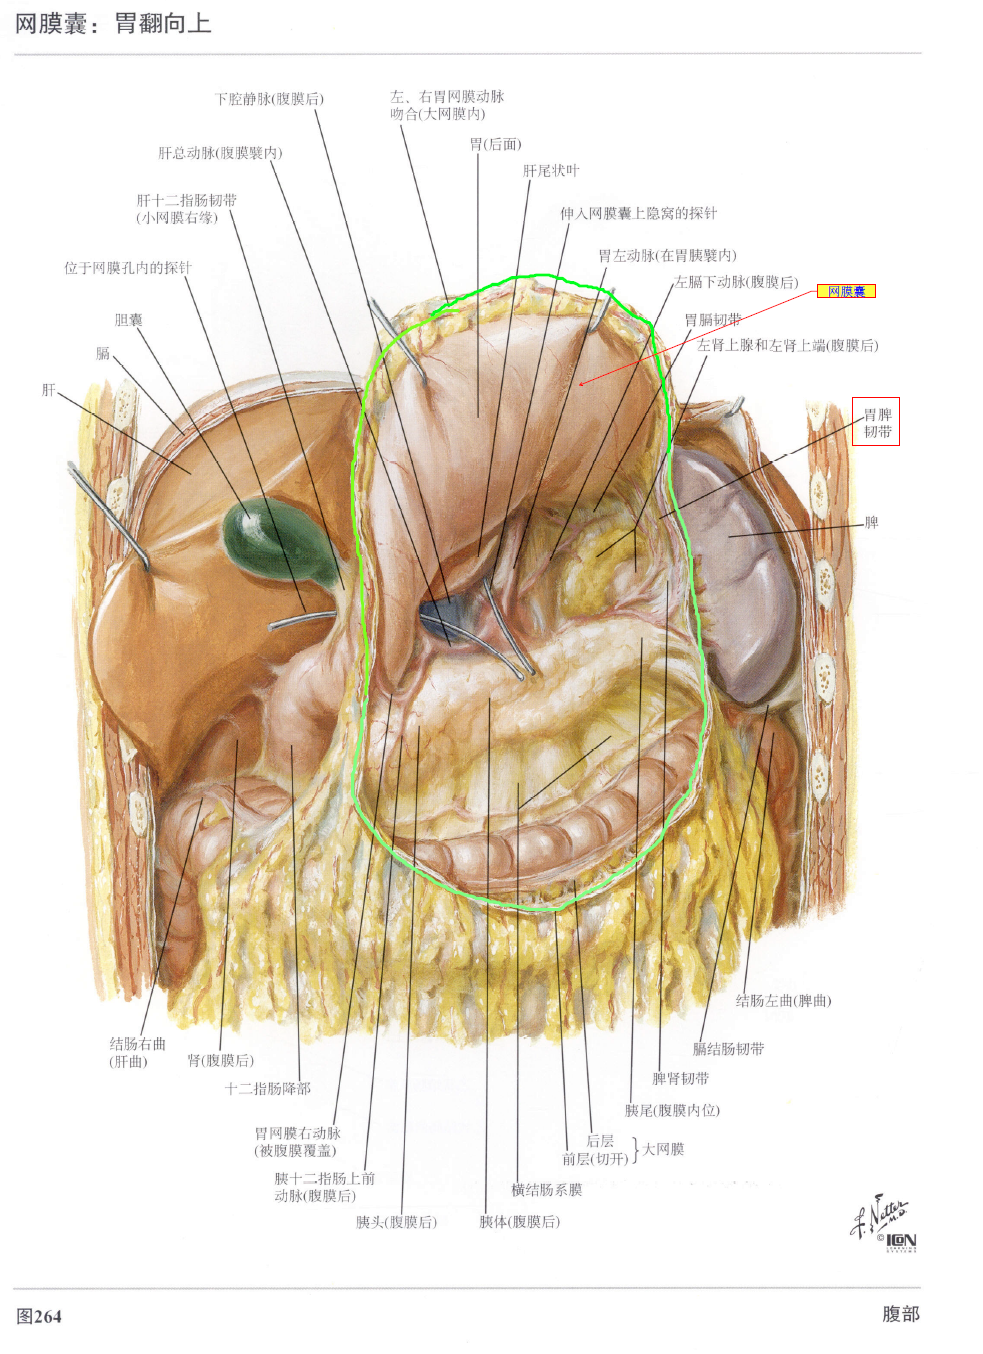 网膜囊：胃翻向上
下腔静脉(腹膜后)
左、右胃网膜动脉
吻合(大网膜内)
胃(后面)
肝总动脉(腹膜襞内)
肝尾状叶
肝十二指肠韧带
(小网膜右缘)
伸入网膜囊上隐窝的探针
胃左动脉(在胃胰襞内)
位于网膜孔内的探针
左膈下动脉(腹膜后)
网膜囊
胆囊
胃膈韧带
膈
左肾上腺和左肾上端(腹膜后)
肝
胃脾
韧带
脾
结肠左曲(脾曲)
结肠右曲
(肝曲)
肾(腹膜后)
膈结肠韧带
十二指肠降部
脾肾韧带
胰尾(腹膜内位)
胃网膜右动脉
(被腹膜覆盖)
后层
前层(切开)
大网膜
胰十二指肠上前
动脉(腹膜后)
横结肠系膜
胰头(腹膜后)
胰体(腹膜后)
F. Netter
M.D.
© ICON
LEARNING
SYSTEMS
图264
腹部